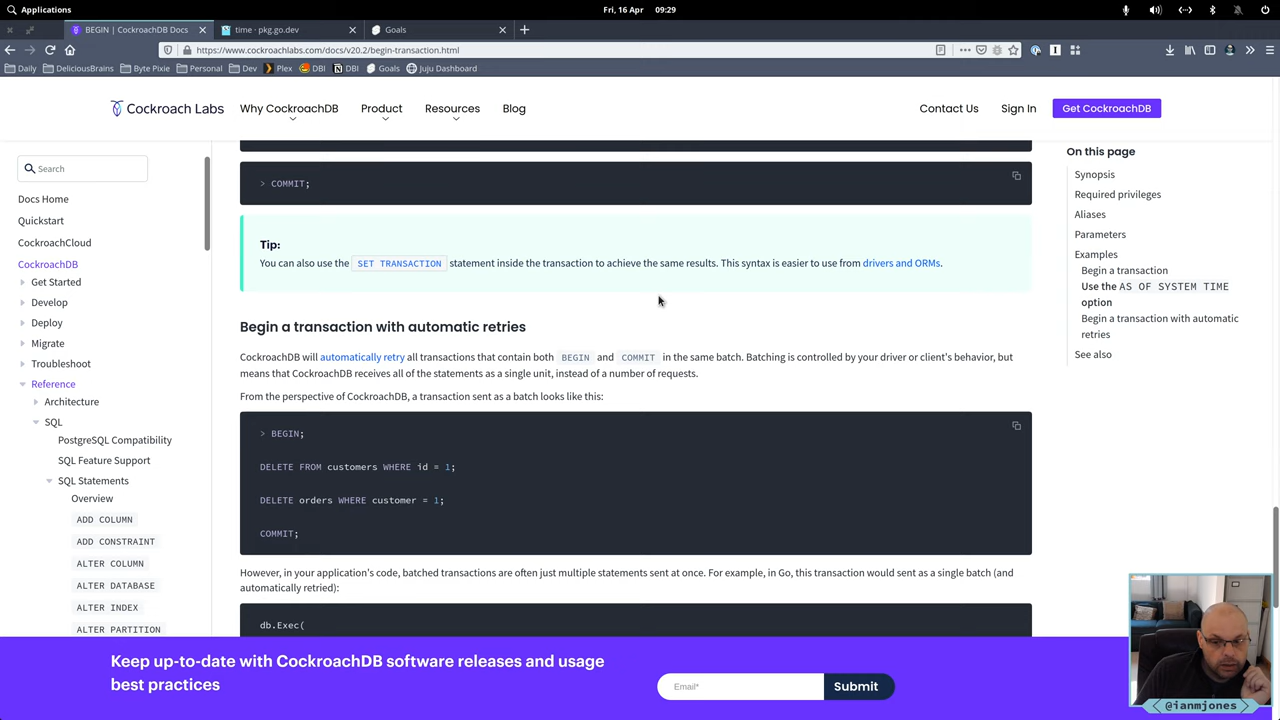 Applications
Fri, 16 Apr
09:29
BEGIN | CockroachDB Docs
time · pkg.go.dev
Goals
https://www.cockroachlabs.com/docs/v20.2/begin-transaction.html
Daily
DeliciousBrains
Byte Pixie
Personal
Dev
Plex
DBI
DBI
Goals
Juju Dashboard
Cockroach Labs
Why CockroachDB
Product
Resources
Blog
Contact Us
Sign In
Get CockroachDB
Search
Docs Home
Quickstart
CockroachCloud
CockroachDB
Get Started
Develop
Deploy
Migrate
Troubleshoot
Reference
Architecture
SQL
PostgreSQL Compatibility
SQL Feature Support
SQL Statements
Overview
ADD COLUMN
ADD CONSTRAINT
ALTER COLUMN
ALTER DATABASE
ALTER INDEX
ALTER PARTITION
> COMMIT;
Tip:
You can also use the SET TRANSACTION statement inside the transaction to achieve the same results. This syntax is easier to use from drivers and ORMs.
Begin a transaction with automatic retries
CockroachDB will automatically retry all transactions that contain both BEGIN and COMMIT in the same batch. Batching is controlled by your driver or client's behavior, but
means that CockroachDB receives all of the statements as a single unit, instead of a number of requests.
From the perspective of CockroachDB, a transaction sent as a batch looks like this:
> BEGIN;
DELETE FROM customers WHERE id = 1;
DELETE orders WHERE customer = 1;
COMMIT;
However, in your application's code, batched transactions are often just multiple statements sent at once. For example, in Go, this transaction would sent as a single batch (and
automatically retried):
db.Exec(
On this page
Synopsis
Required privileges
Aliases
Parameters
Examples
Begin a transaction
Use the AS OF SYSTEM TIME
option
Begin a transaction with automatic
retries
See also
Keep up-to-date with CockroachDB software releases and usage
best practices
Email*
Submit
@ianmjones